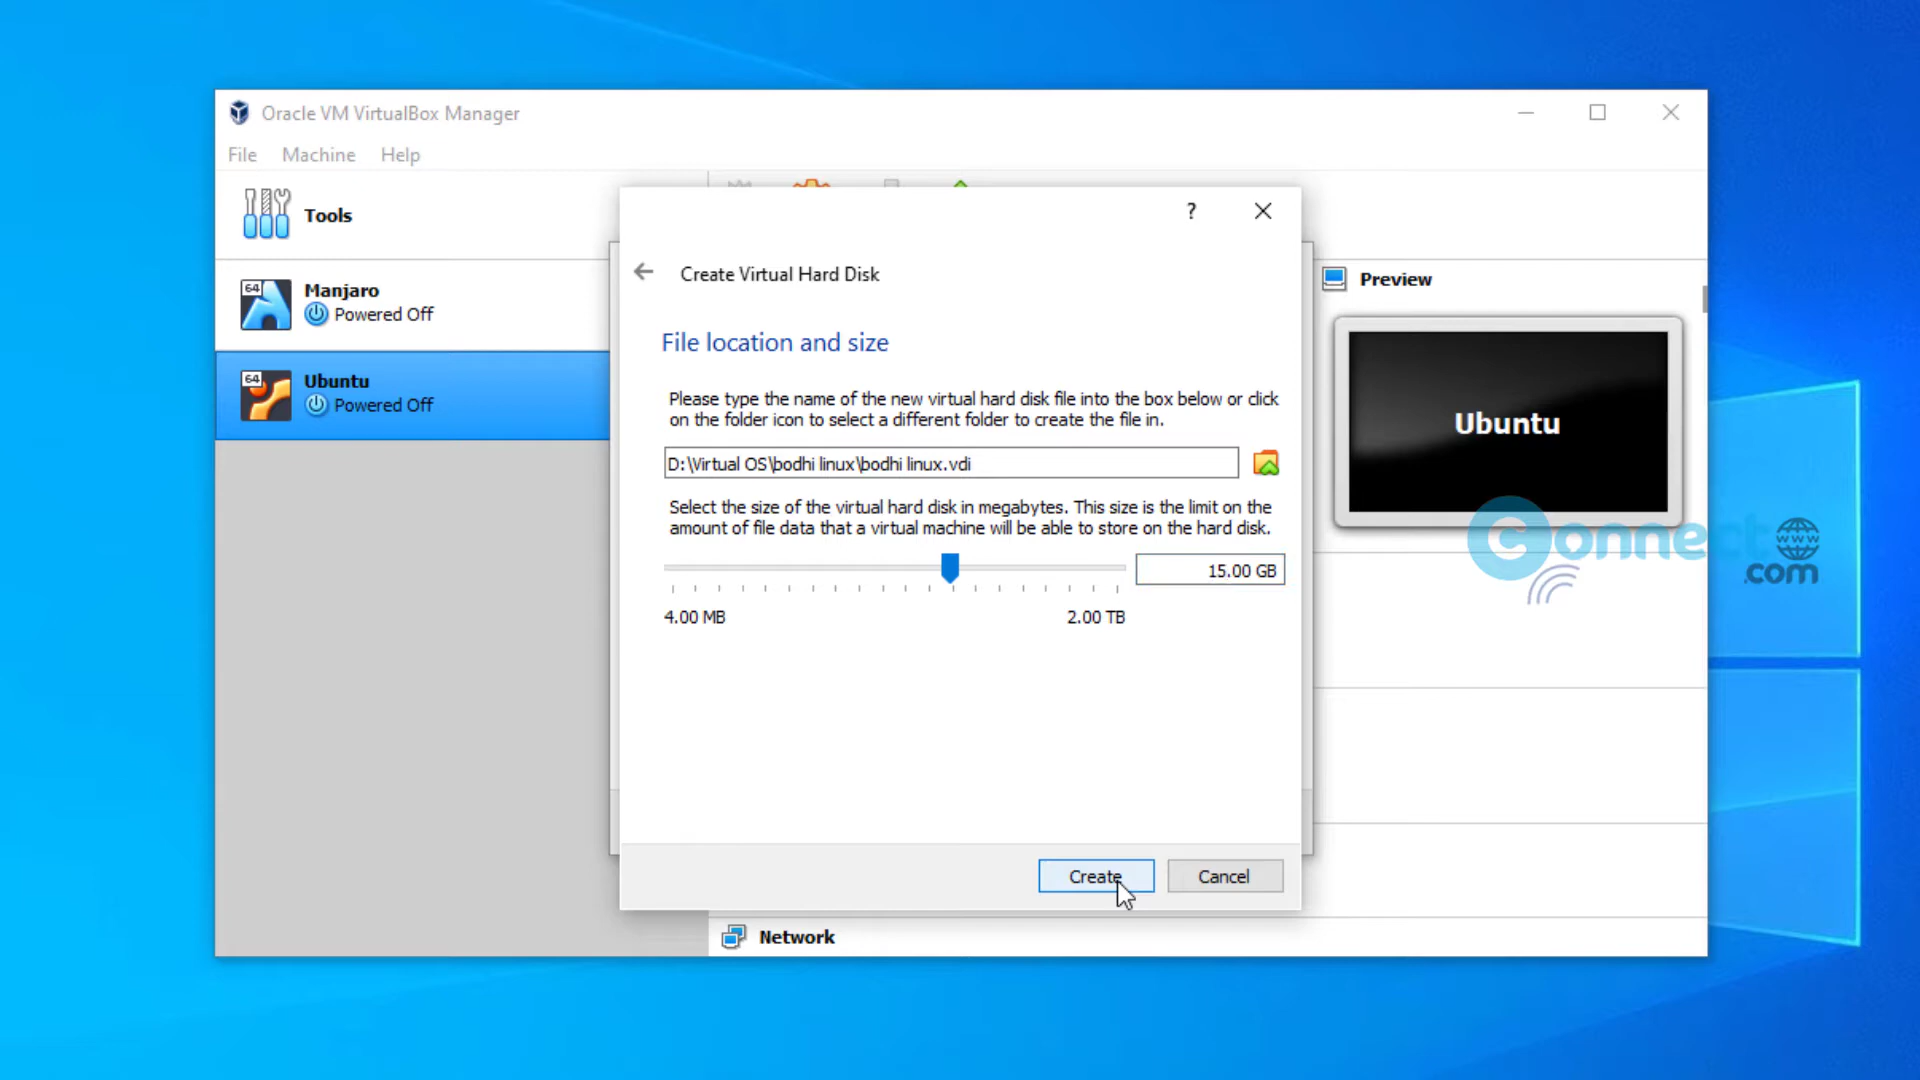 Oracle VM VirtualBox Manager
File Machine Help
Tools
64 Manjaro
Powered Off
64 Ubuntu
Powered Off
?
Create Virtual Hard Disk
File location and size
Please type the name of the new virtual hard disk file into the box below or click
on the folder icon to select a different folder to create the file in.
D:\Virtual OS\bodhi linux\bodhi linux.vdi
Select the size of the virtual hard disk in megabytes. This size is the limit on the
amount of file data that a virtual machine will be able to store on the hard disk.
15.00 GB
4.00 MB 2.00 TB
Create Cancel
Preview
Ubuntu
Connect
www
.com
Network